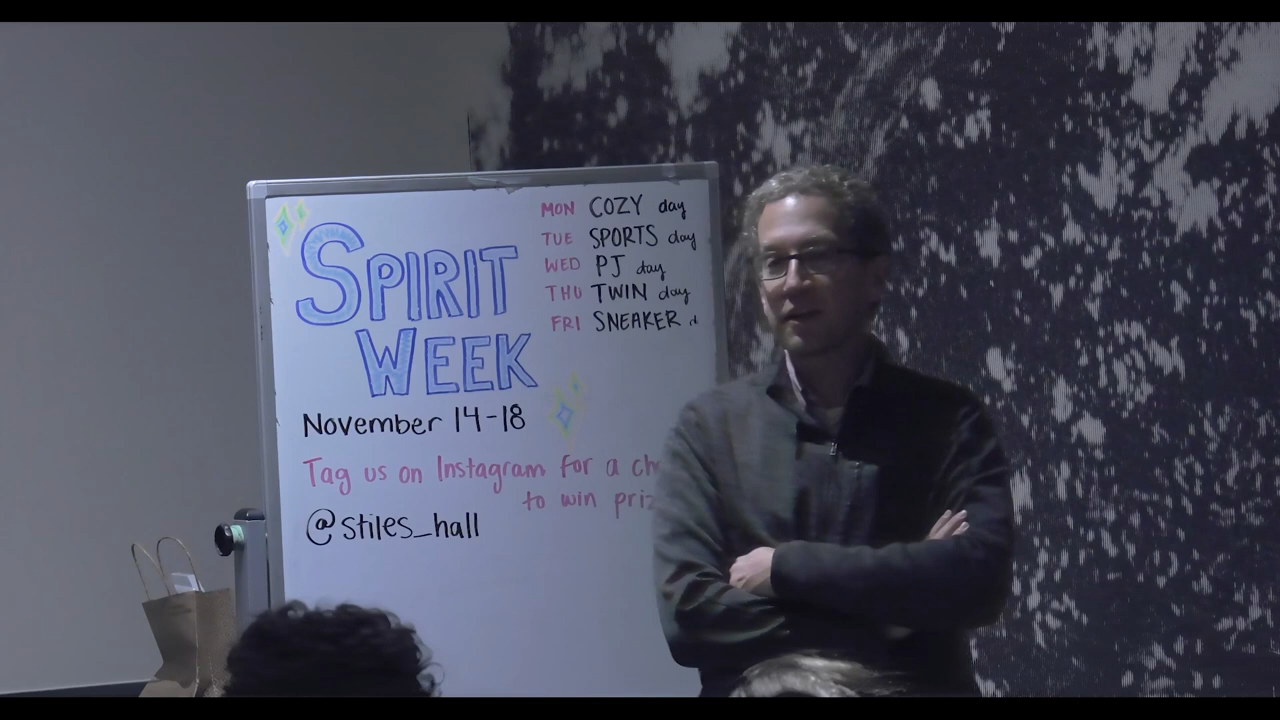 SPIRIT
WEEK
November 14-18
Tag us on Instagram for a
to win
@stiles_hall
MON COZY day
TUE SPORTS day
WED PJ day
THU TWIN day
FRI SNEAKER